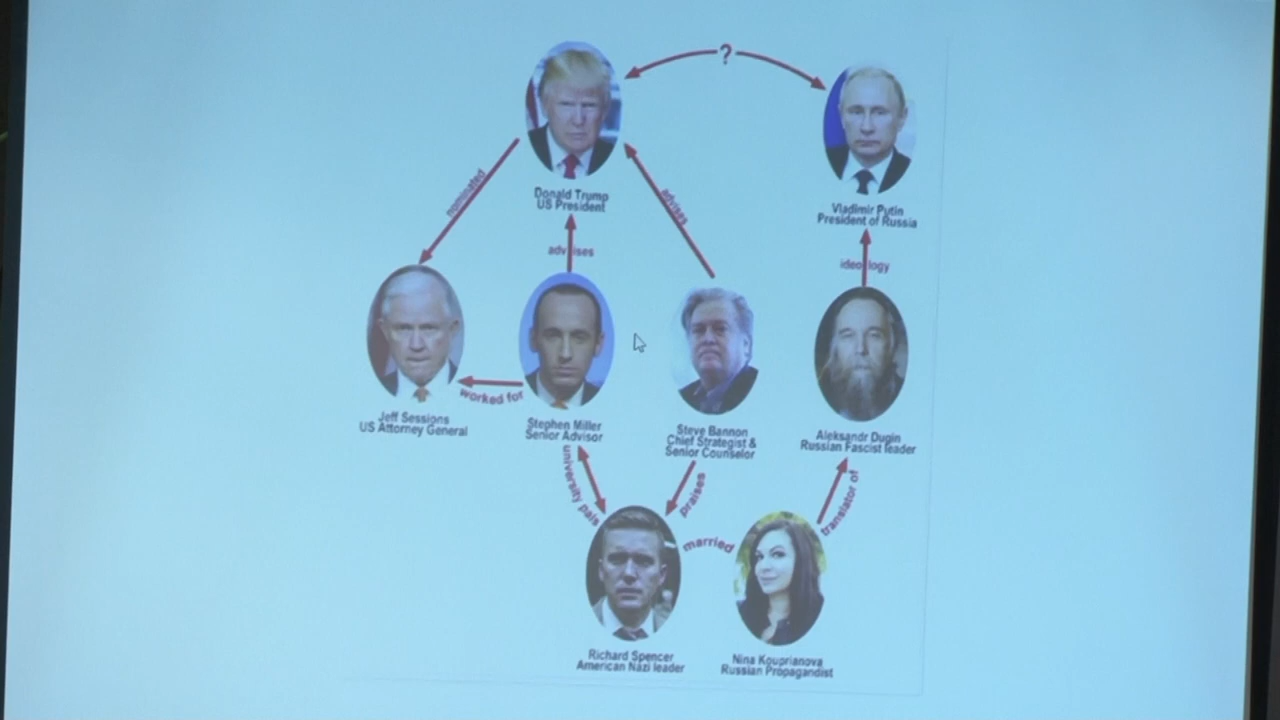 ?
Donald Trump
US President
Vladimir Putin
President of Russia
nominated
advises
advises
ideology
Jeff Sessions
US Attorney General
worked for
Stephen Miller
Senior Advisor
Steve Bannon
Chief Strategist &
Senior Counselor
Aleksandr Dugin
Russian Fascist leader
university pals
praises
translator of
married
Richard Spencer
American Nazi leader
Nina Kouprianova
Russian Propagandist